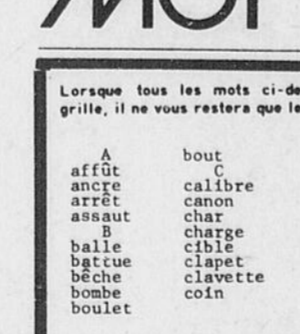 MOT
Lorsque tous les mots ci-de
grille, il ne vous restera que le
A
affût
ancre
arrêt
assaut
B
balle
battue
bêche
bombe
boulet
bout
C
calibre
canon
char
charge
cible
clapet
clavette
coin